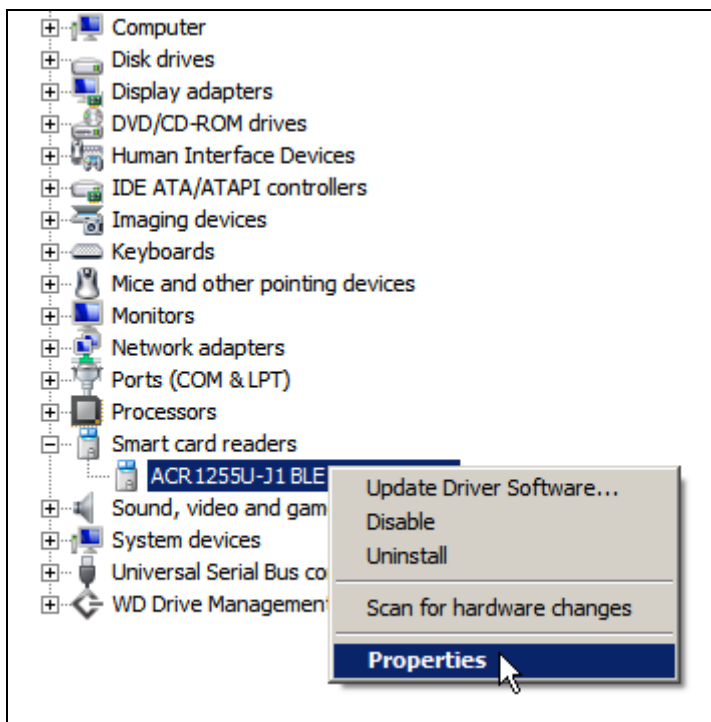 Computer
Disk drives
Display adapters
DVD/CD-ROM drives
Human Interface Devices
IDE ATA/ATAPI controllers
Imaging devices
Keyboards
Mice and other pointing devices
Monitors
Network adapters
Ports (COM & LPT)
Processors
Smart card readers
ACR1255U-J1 BLE
Sound, video and gam
System devices
Universal Serial Bus co
WD Drive Managemen
Update Driver Software...
Disable
Uninstall
Scan for hardware changes
Properties